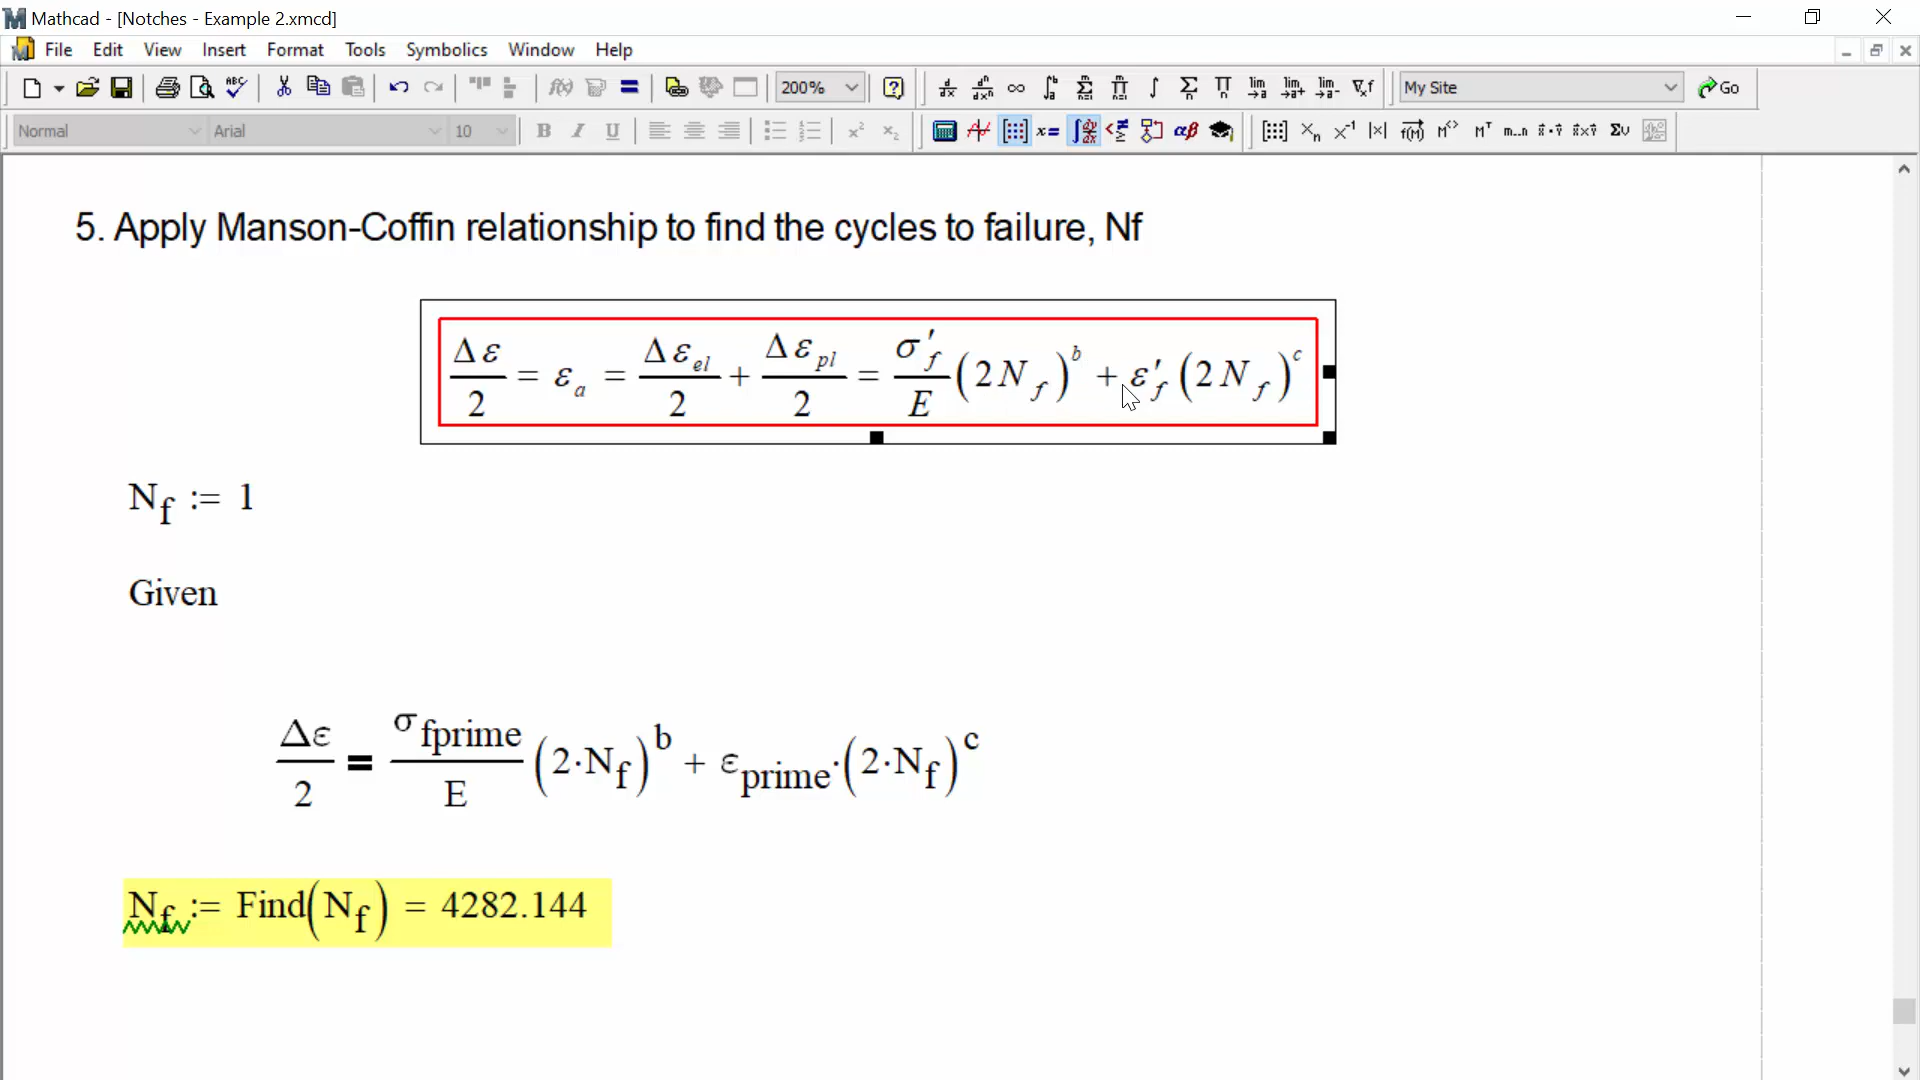 Mathcad - [Notches - Example 2.xmcd]
File Edit View Insert Format Tools Symbolics Window Help
200% My Site Go
Normal Arial 10 B I U
5. Apply Manson-Coffin relationship to find the cycles to failure, Nf
Δε/2 = εₐ = Δε_el/2 + Δε_pl/2 = σ'_f/E (2N_f)^b + ε'_f (2N_f)^c
N_f := 1
Given
Δε/2 = σ_fprime/E (2·N_f)^b + ε_prime·(2·N_f)^c
N_f := Find(N_f) = 4282.144